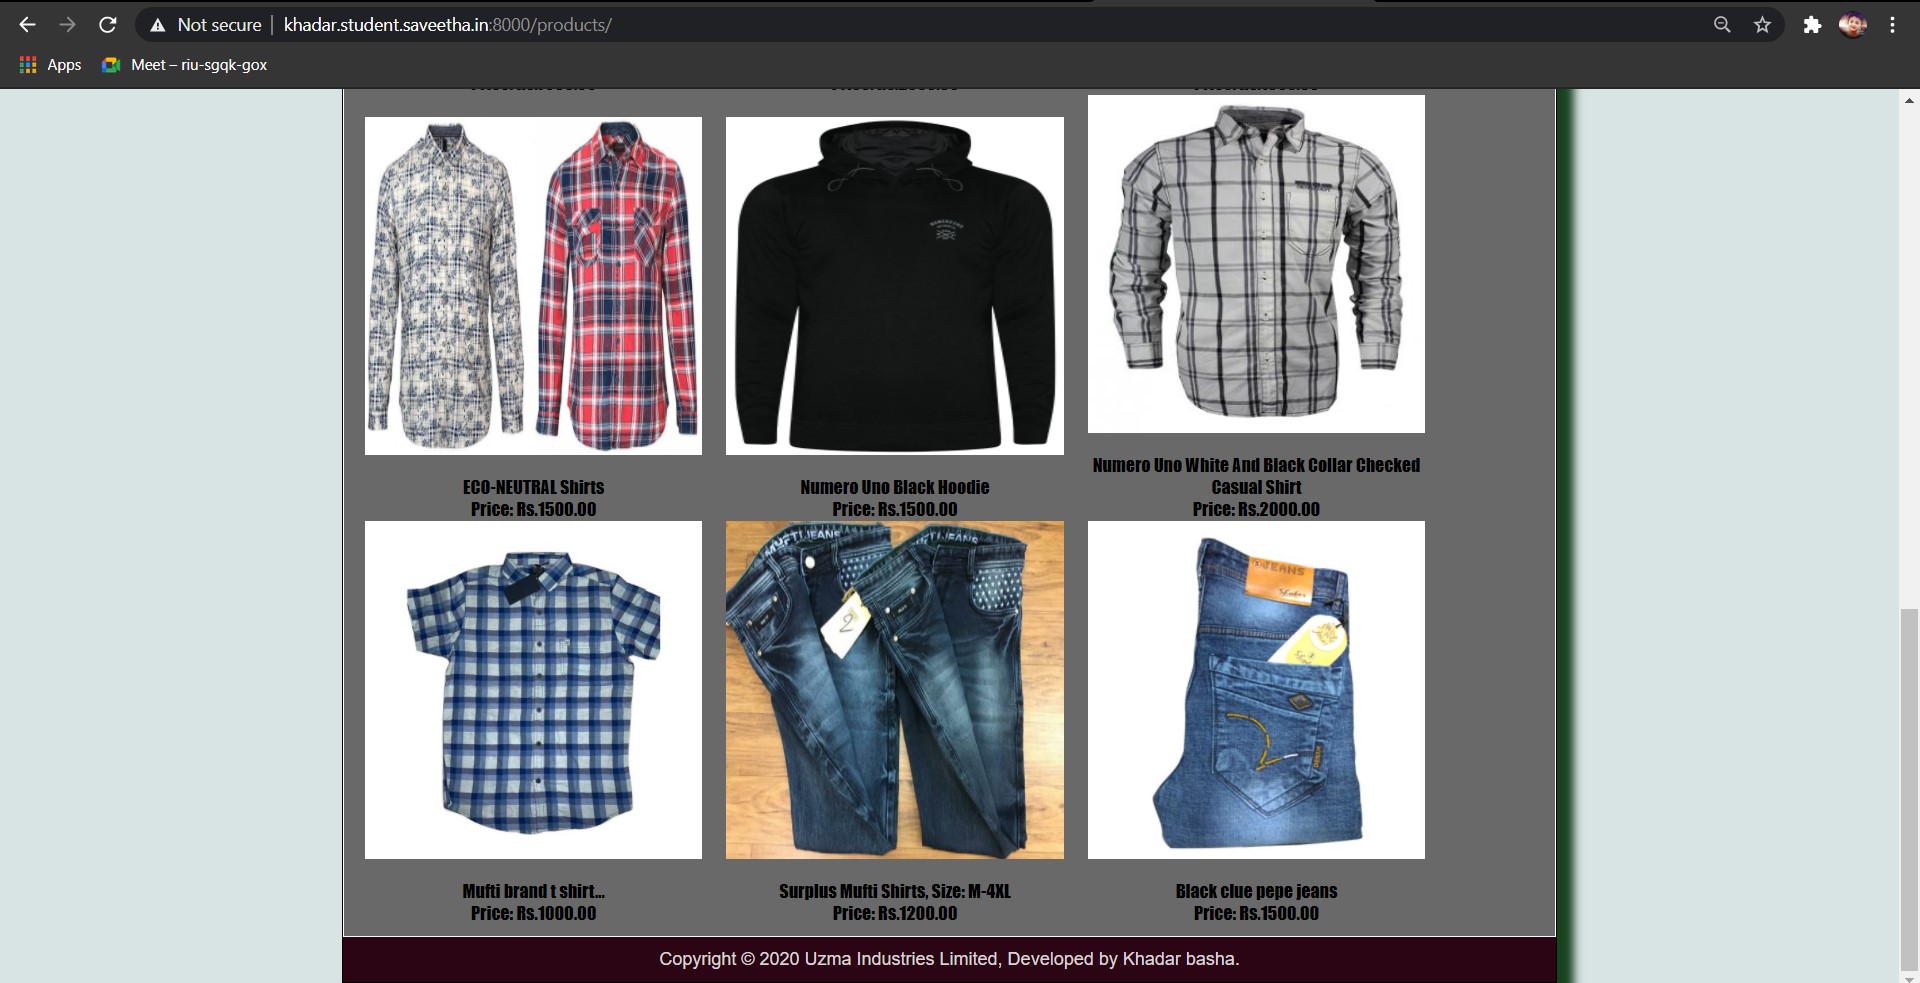 Not secure
khadar.student.saveetha.in:8000/products/
Apps
Meet – riu-sgqk-gox
ECO-NEUTRAL Shirts
Price: Rs.1500.00
Numero Uno Black Hoodie
Price: Rs.1500.00
Numero Uno White And Black Collar Checked
Casual Shirt
Price: Rs.2000.00
JEANS
2
Mufti brand t shirt...
Price: Rs.1000.00
Surplus Mufti Shirts, Size: M-4XL
Price: Rs.1200.00
Black clue pepe jeans
Price: Rs.1500.00
Copyright © 2020 Uzma Industries Limited, Developed by Khadar basha.